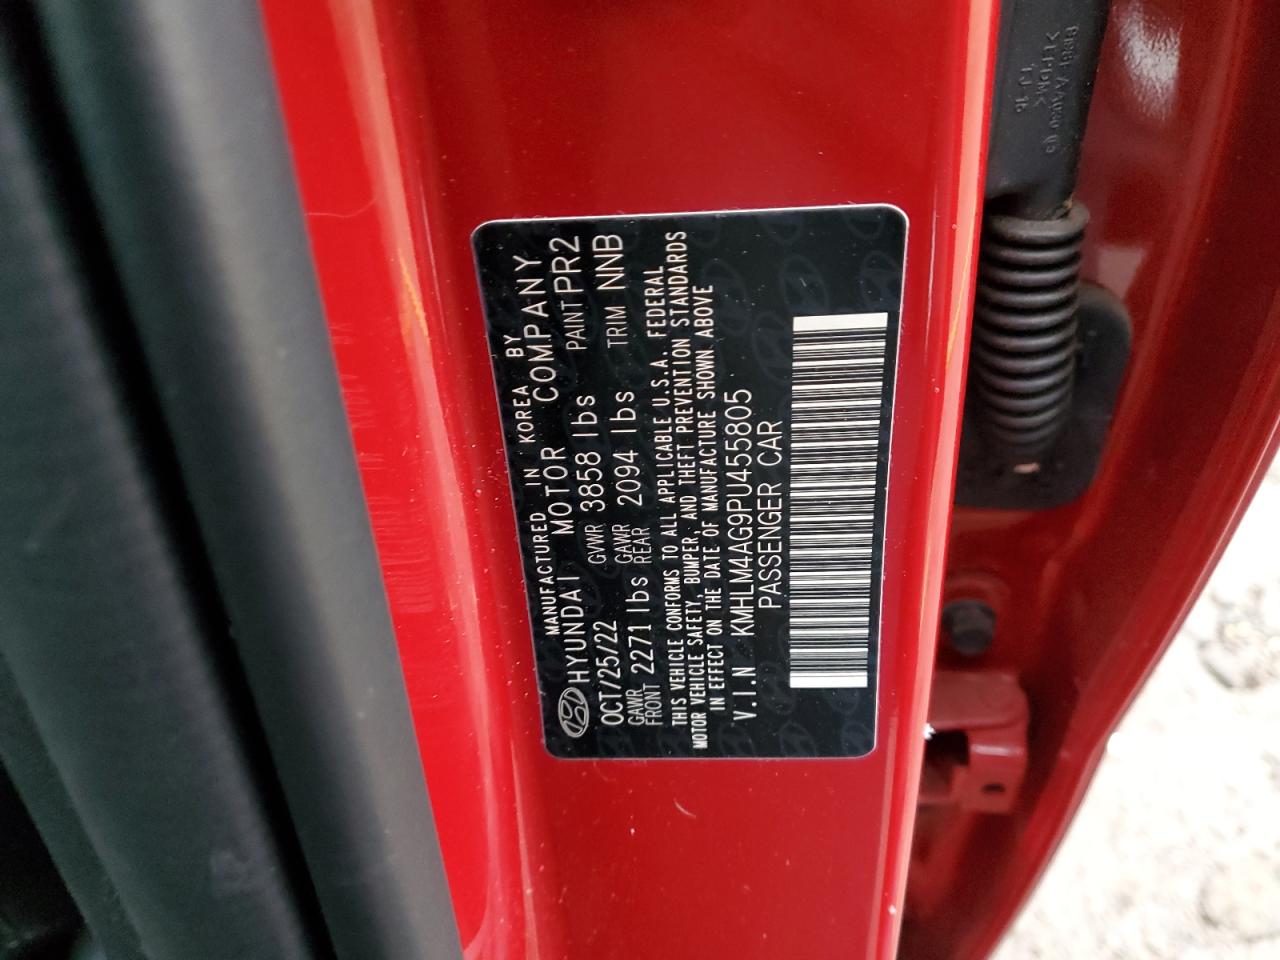 MANUFACTURED IN KOREA BY
HYUNDAI MOTOR COMPANY
OCT/25/22 GVWR 3858 lbs PAINT PR2
GAWR FRONT 2271 lbs GAWR REAR 2094 lbs TRIM NNB
THIS VEHICLE CONFORMS TO ALL APPLICABLE U.S.A. FEDERAL
MOTOR VEHICLE SAFETY, BUMPER, AND THEFT PREVENTION STANDARDS
IN EFFECT ON THE DATE OF MANUFACTURE SHOWN ABOVE
V.I.N KMHLM4AG9PU455805
PASSENGER CAR